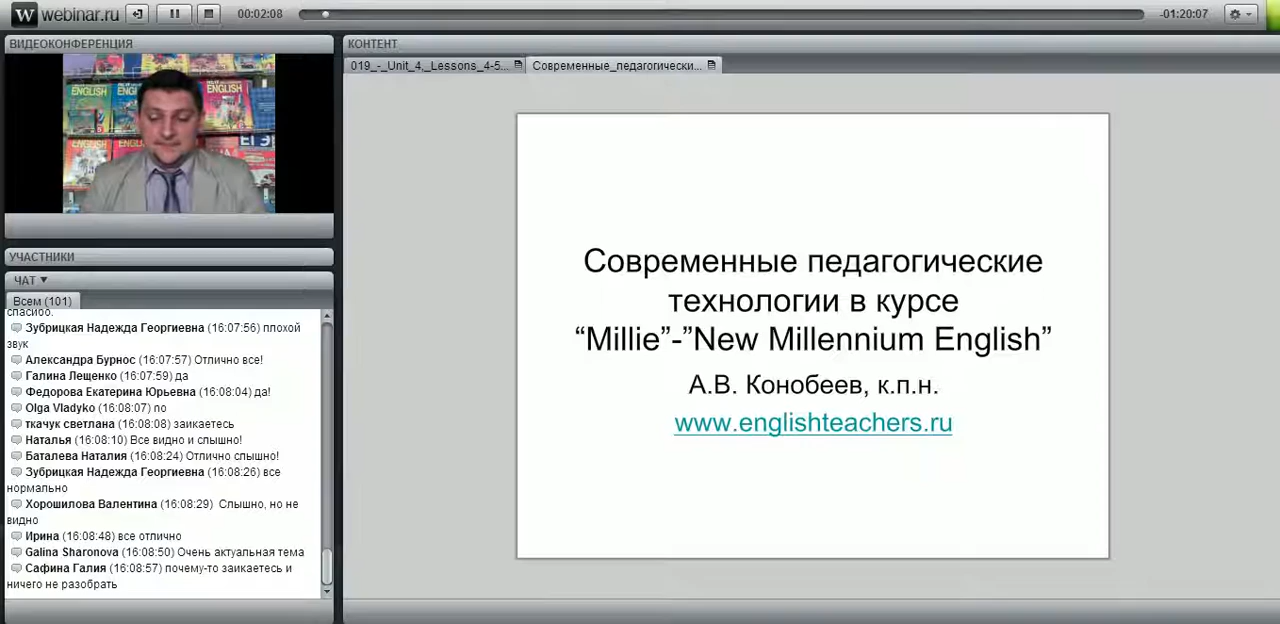 webinar.ru
00:02:08
-01:20:07
ВИДЕОКОНФЕРЕНЦИЯ
ENGLISH
ENGLISH
ENGLISH
ЕГЭ
УЧАСТНИКИ
ЧАТ
Всем (101)
спасибо.
Зубрицкая Надежда Георгиевна (16:07:56) плохой
звук
Александра Бурнос (16:07:57) Отлично все!
Галина Лещенко (16:07:59) да
Федорова Екатерина Юрьевна (16:08:04) да!
Olga Vladyko (16:08:07) no
ткачук светлана (16:08:08) заикаетесь
Наталья (16:08:10) Все видно и слышно!
Баталева Наталия (16:08:24) Отлично слышно!
Зубрицкая Надежда Георгиевна (16:08:26) все
нормально
Хорошилова Валентина (16:08:29) Слышно, но не
видно
Ирина (16:08:48) все отлично
Galina Sharonova (16:08:50) Очень актуальная тема
Сафина Галия (16:08:57) почему-то заикаетесь и
ничего не разобрать
КОНТЕНТ
019_-_Unit_4,_Lessons_4-5...
Современные_педагогически...
Современные педагогические
технологии в курсе
“Millie”-”New Millennium English”
А.В. Конобеев, к.п.н.
www.englishteachers.ru